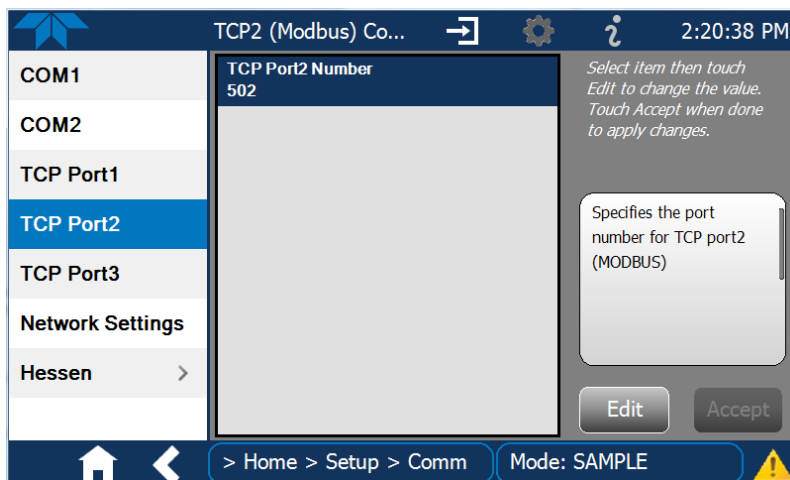 TCP2 (Modbus) Co...
2:20:38 PM
COM1
COM2
TCP Port1
TCP Port2
TCP Port3
Network Settings
Hessen
TCP Port2 Number
502
Select item then touch
Edit to change the value.
Touch Accept when done
to apply changes.
Specifies the port
number for TCP port2
(MODBUS)
Edit
Accept
> Home > Setup > Comm
Mode: SAMPLE